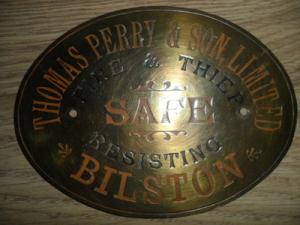 THOMAS PERRY & SON LIMITED
FIRE & THIEF
SAFE
RESISTING
BILSTON